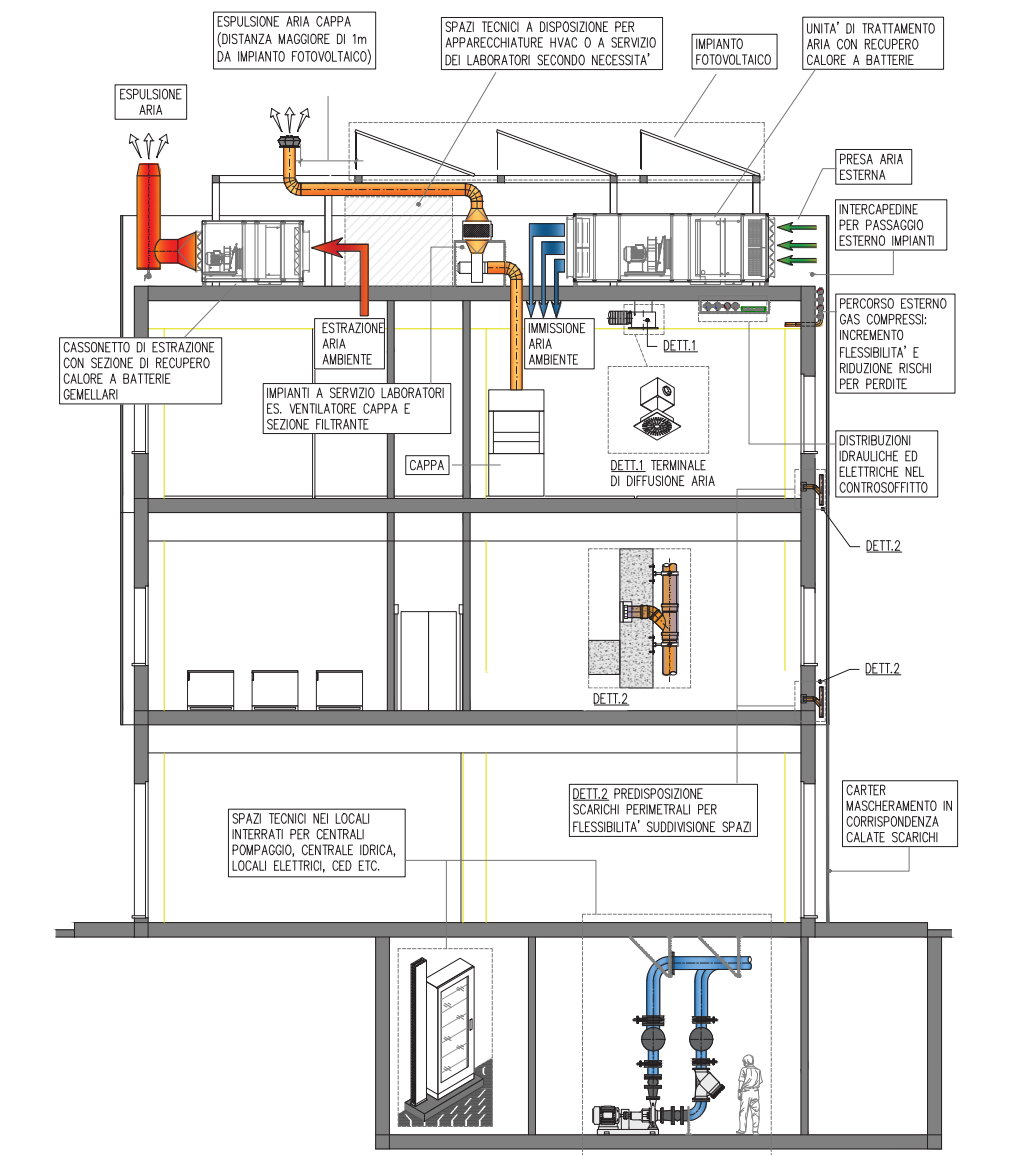 ESPULSIONE ARIA CAPPA
(DISTANZA MAGGIORE DI 1m
DA IMPIANTO FOTOVOLTAICO)
SPAZI TECNICI A DISPOSIZIONE PER
APPARECCHIATURE HVAC O A SERVIZIO
DEI LABORATORI SECONDO NECESSITA'
IMPIANTO
FOTOVOLTAICO
UNITA' DI TRATTAMENTO
ARIA CON RECUPERO
CALORE A BATTERIE
ESPULSIONE
ARIA
PRESA ARIA
ESTERNA
INTERCAPEDINE
PER PASSAGGIO
ESTERNO IMPIANTI
PERCORSO ESTERNO
GAS COMPRESSI:
INCREMENTO
FLESSIBILITA' E
RIDUZIONE RISCHI
PER PERDITE
CASSONETTO DI ESTRAZIONE
CON SEZIONE DI RECUPERO
CALORE A BATTERIE
GEMELLARI
ESTRAZIONE
ARIA
AMBIENTE
IMMISSIONE
ARIA
AMBIENTE
DETT.1
IMPIANTI A SERVIZIO LABORATORI
ES. VENTILATORE CAPPA E
SEZIONE FILTRANTE
CAPPA
DETT.1 TERMINALE
DI DIFFUSIONE ARIA
DISTRIBUZIONI
IDRAULICHE ED
ELETTRICHE NEL
CONTROSOFFITTO
DETT.2
DETT.2
DETT.2
DETT.2 PREDISPOSIZIONE
SCARICHI PERIMETRALI PER
FLESSIBILITA' SUDDIVISIONE SPAZI
CARTER
MASCHERAMENTO IN
CORRISPONDENZA
CALATE SCARICHI
SPAZI TECNICI NEI LOCALI
INTERRATI PER CENTRALI
POMPAGGIO, CENTRALE IDRICA,
LOCALI ELETTRICI, CED ETC.